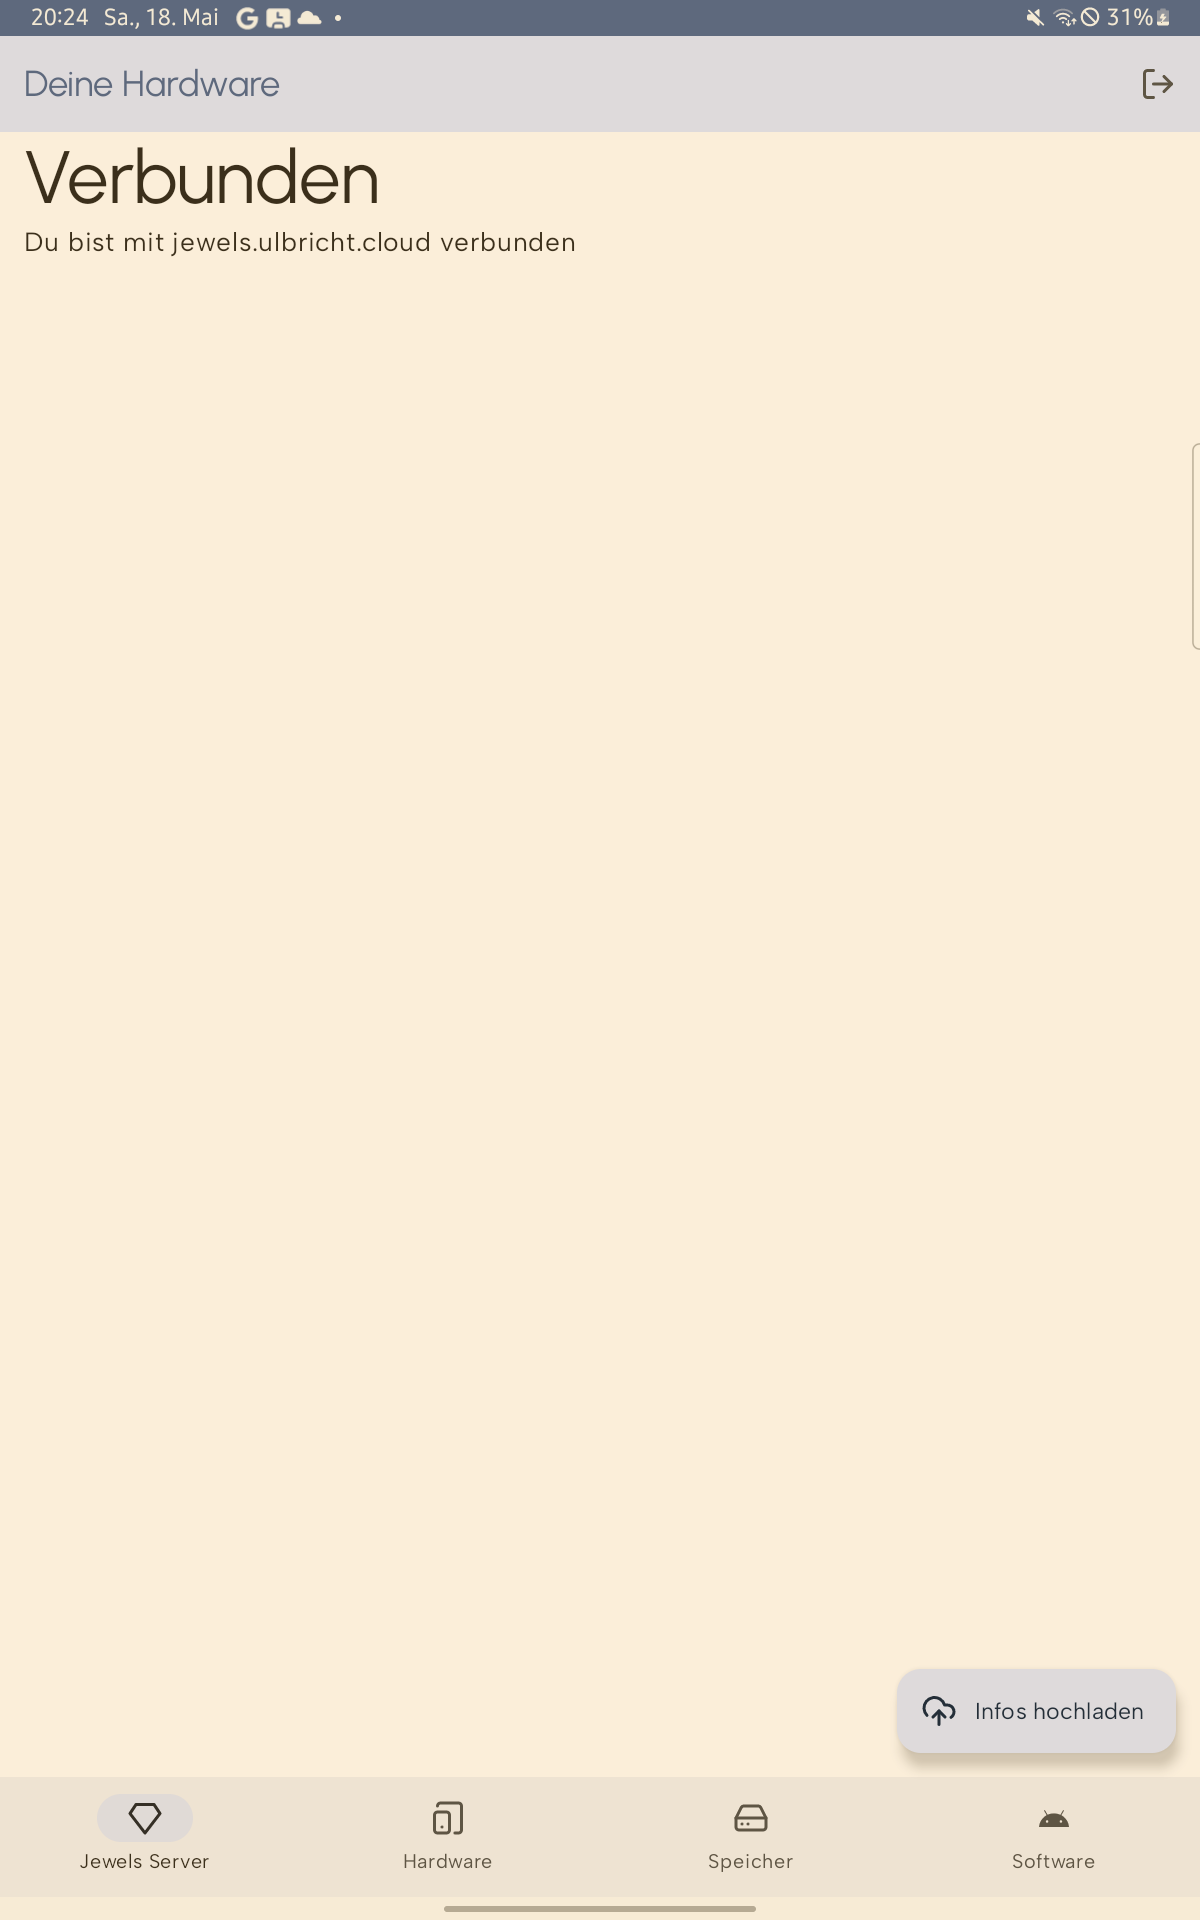 20:24 Sa., 18. Mai 31%
Deine Hardware
Verbunden
Du bist mit jewels.ulbricht.cloud verbunden
Infos hochladen
Jewels Server Hardware Speicher Software